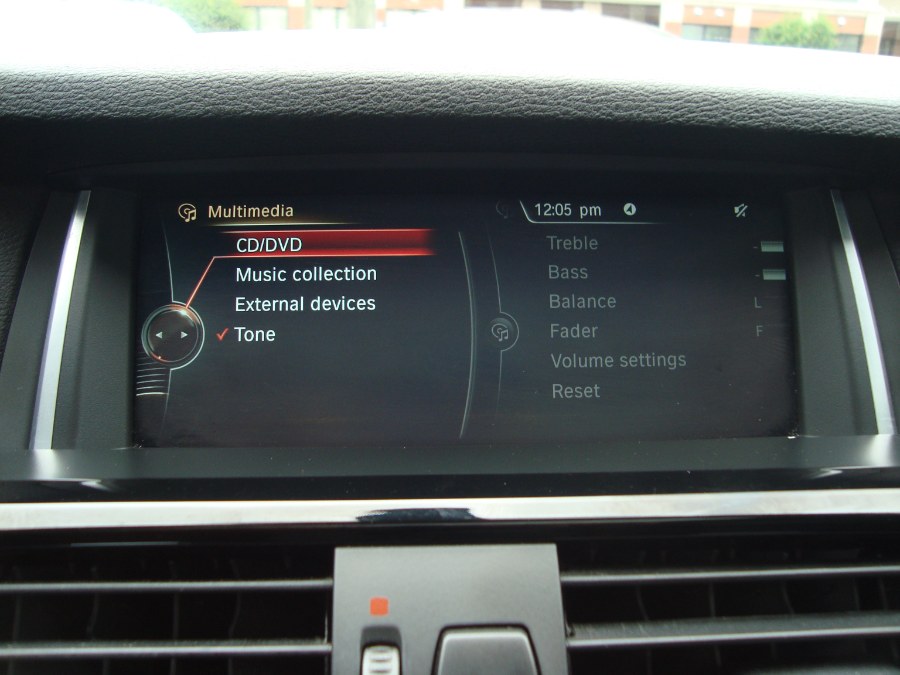 Multimedia
CD/DVD
Music collection
External devices
Tone
12:05 pm
Treble
Bass
Balance L
Fader F
Volume settings
Reset